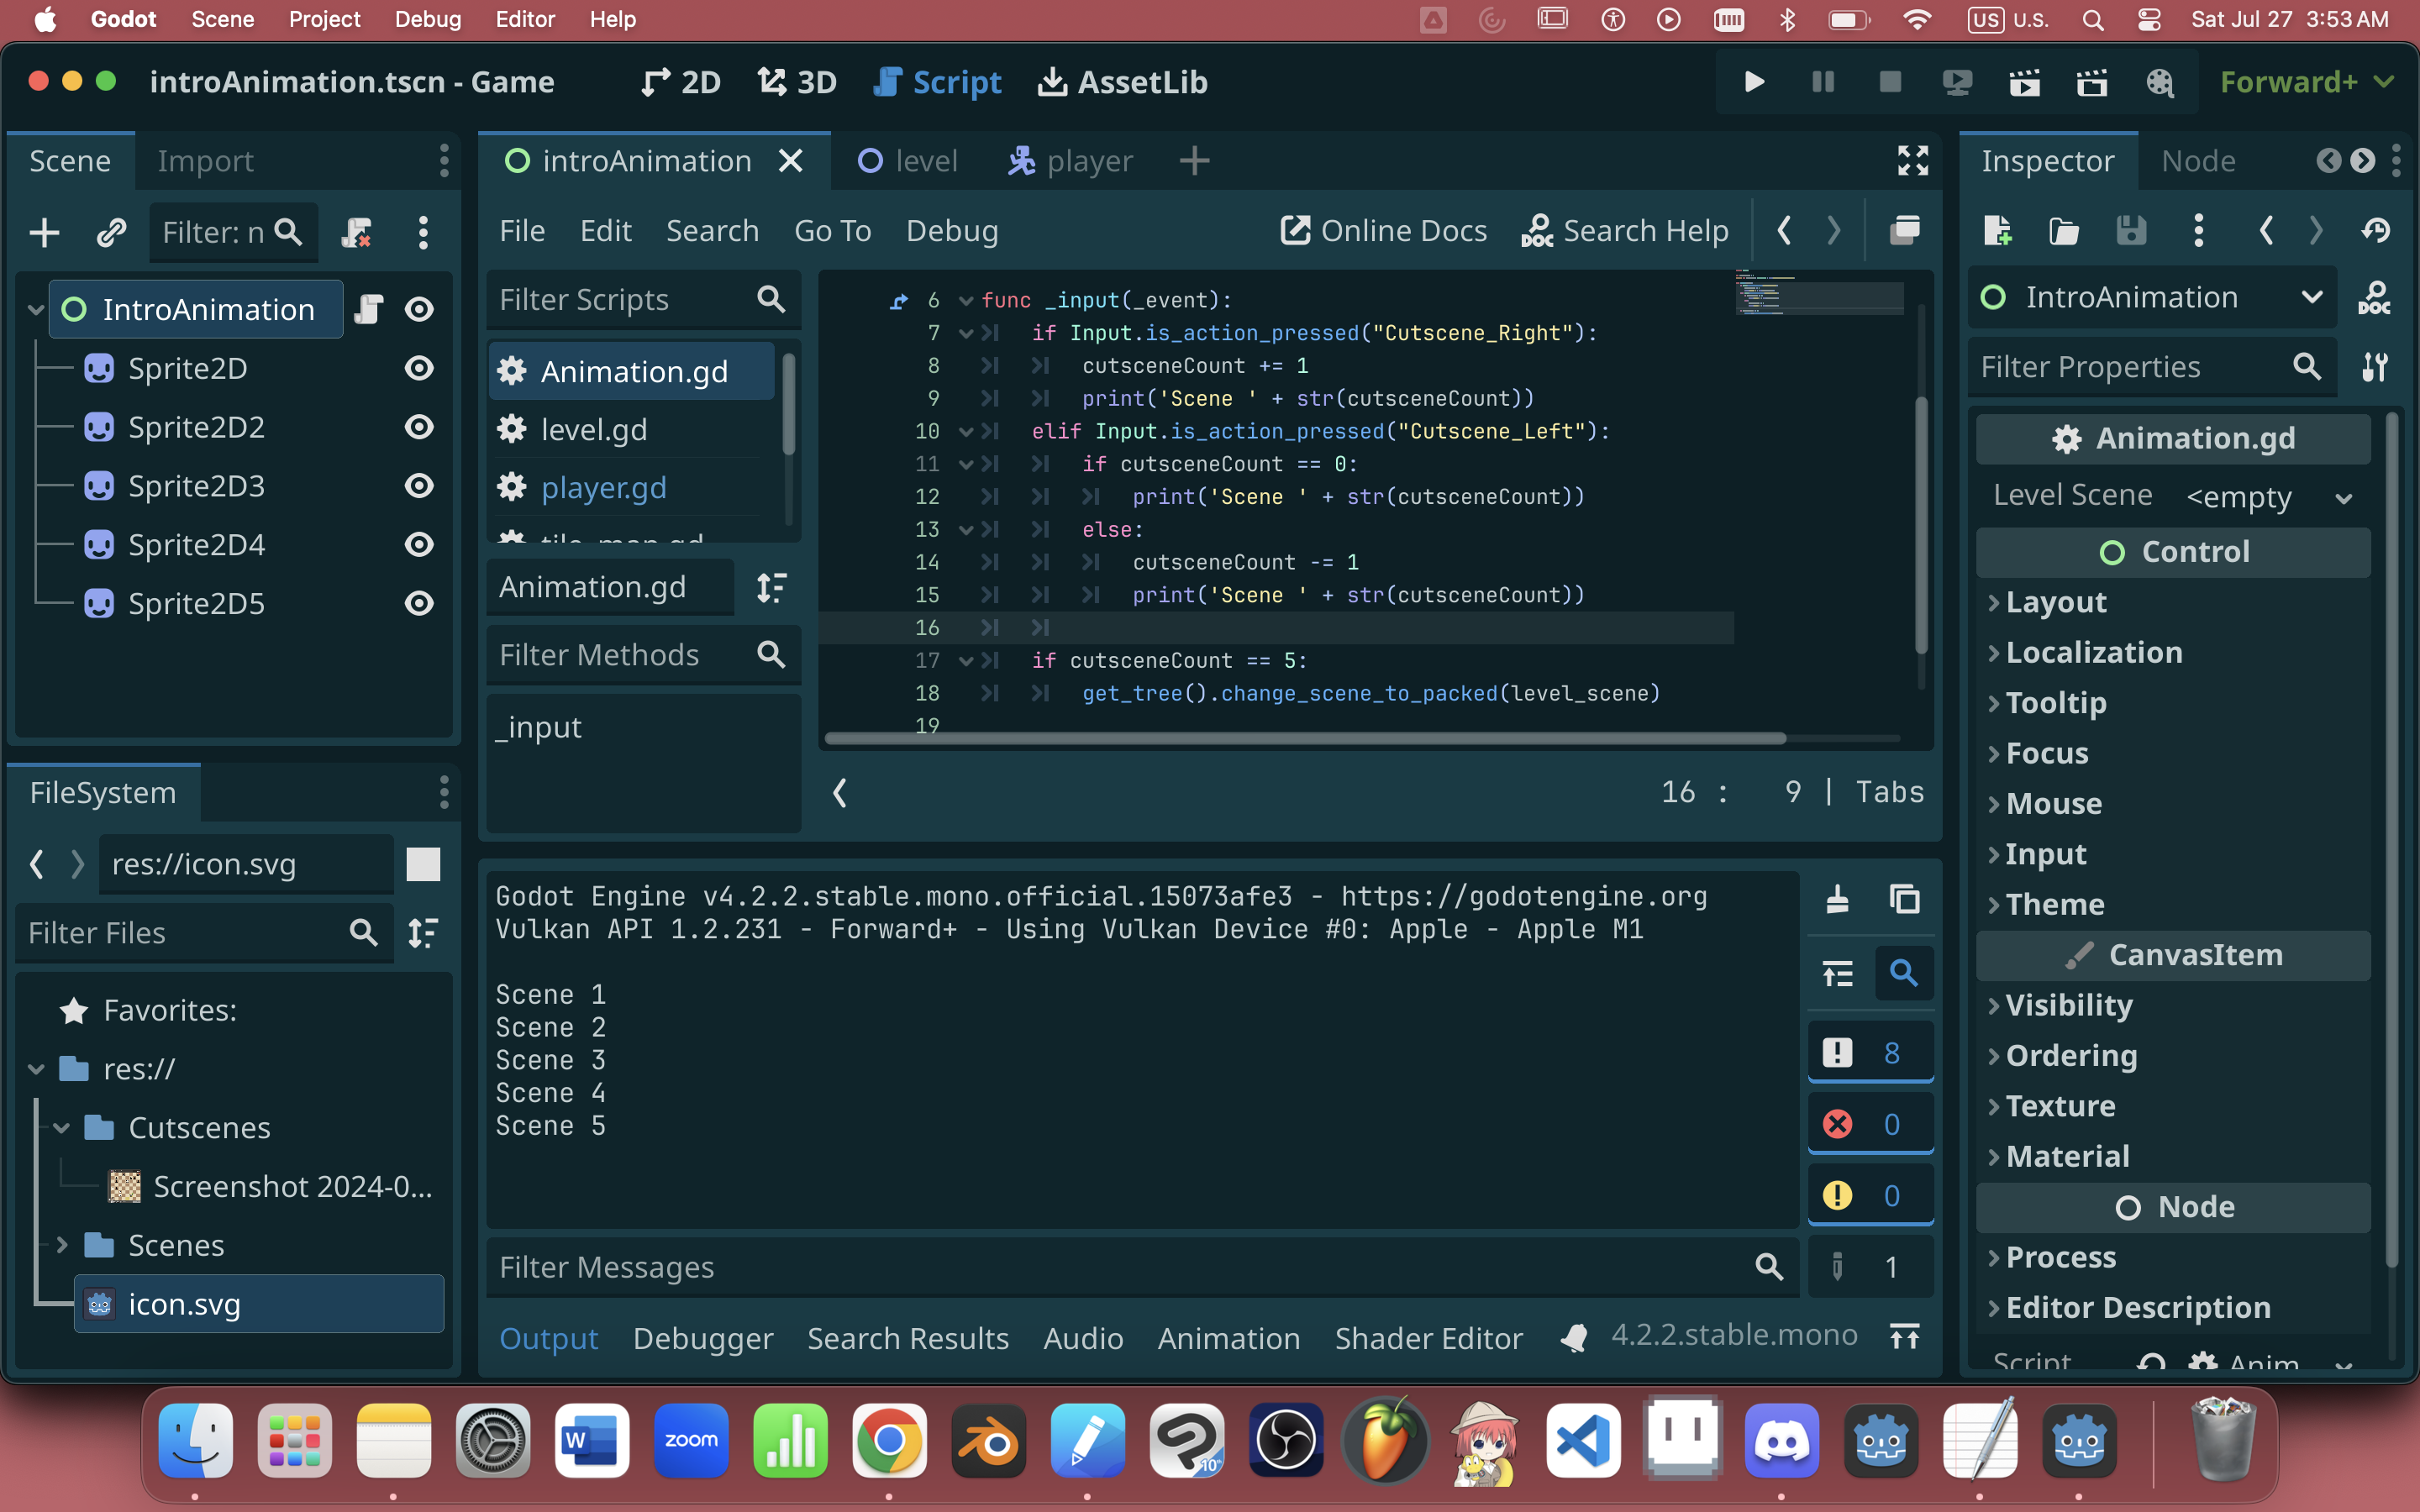 Godot Scene Project Debug Editor Help US U.S. Sat Jul 27 3:53 AM
introAnimation.tscn - Game 2D 3D Script AssetLib Forward+
Scene Import
Filter: n
IntroAnimation
Sprite2D
Sprite2D2
Sprite2D3
Sprite2D4
Sprite2D5
FileSystem
res://icon.svg
Filter Files
Favorites:
res://
Cutscenes
Screenshot 2024-0...
Scenes
icon.svg
introAnimation level player
File Edit Search Go To Debug Online Docs DOC Search Help
Filter Scripts
Animation.gd
level.gd
player.gd
tile_map.gd
Animation.gd
Filter Methods
_input
6 func _input(_event):
7 if Input.is_action_pressed("Cutscene_Right"):
8 cutsceneCount += 1
9 print('Scene ' + str(cutsceneCount))
10 elif Input.is_action_pressed("Cutscene_Left"):
11 if cutsceneCount == 0:
12 print('Scene ' + str(cutsceneCount))
13 else:
14 cutsceneCount -= 1
15 print('Scene ' + str(cutsceneCount))
16
17 if cutsceneCount == 5:
18 get_tree().change_scene_to_packed(level_scene)
19
16 : 9 | Tabs
Godot Engine v4.2.2.stable.mono.official.15073afe3 - https://godotengine.org
Vulkan API 1.2.231 - Forward+ - Using Vulkan Device #0: Apple - Apple M1
Scene 1
Scene 2
Scene 3
Scene 4
Scene 5
8
0
0
Filter Messages 1
Output Debugger Search Results Audio Animation Shader Editor 4.2.2.stable.mono
Inspector Node
IntroAnimation DOC
Filter Properties
Animation.gd
Level Scene <empty
Control
Layout
Localization
Tooltip
Focus
Mouse
Input
Theme
CanvasItem
Visibility
Ordering
Texture
Material
Node
Process
Editor Description
Script Anim
W zoom 10"